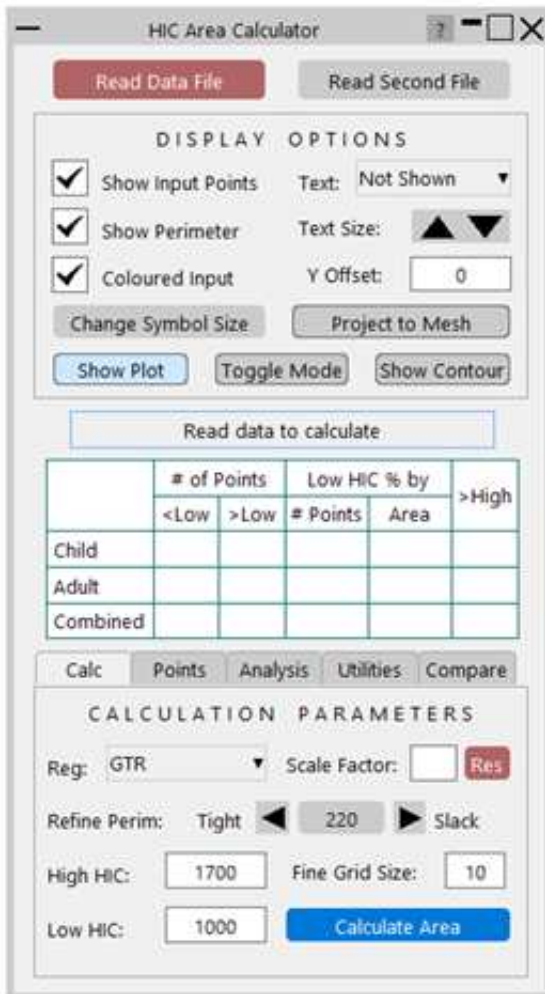 HIC Area Calculator ?
Read Data File Read Second File
DISPLAY OPTIONS
Show Input Points Text: Not Shown
Show Perimeter Text Size:
Coloured Input Y Offset: 0
Change Symbol Size Project to Mesh
Show Plot Toggle Mode Show Contour
Read data to calculate
# of Points Low HIC % by >High
<Low >Low # Points Area
Child
Adult
Combined
Calc Points Analysis Utilities Compare
CALCULATION PARAMETERS
Reg: GTR Scale Factor: Res
Refine Perim: Tight 220 Slack
High HIC: 1700 Fine Grid Size: 10
Low HIC: 1000 Calculate Area